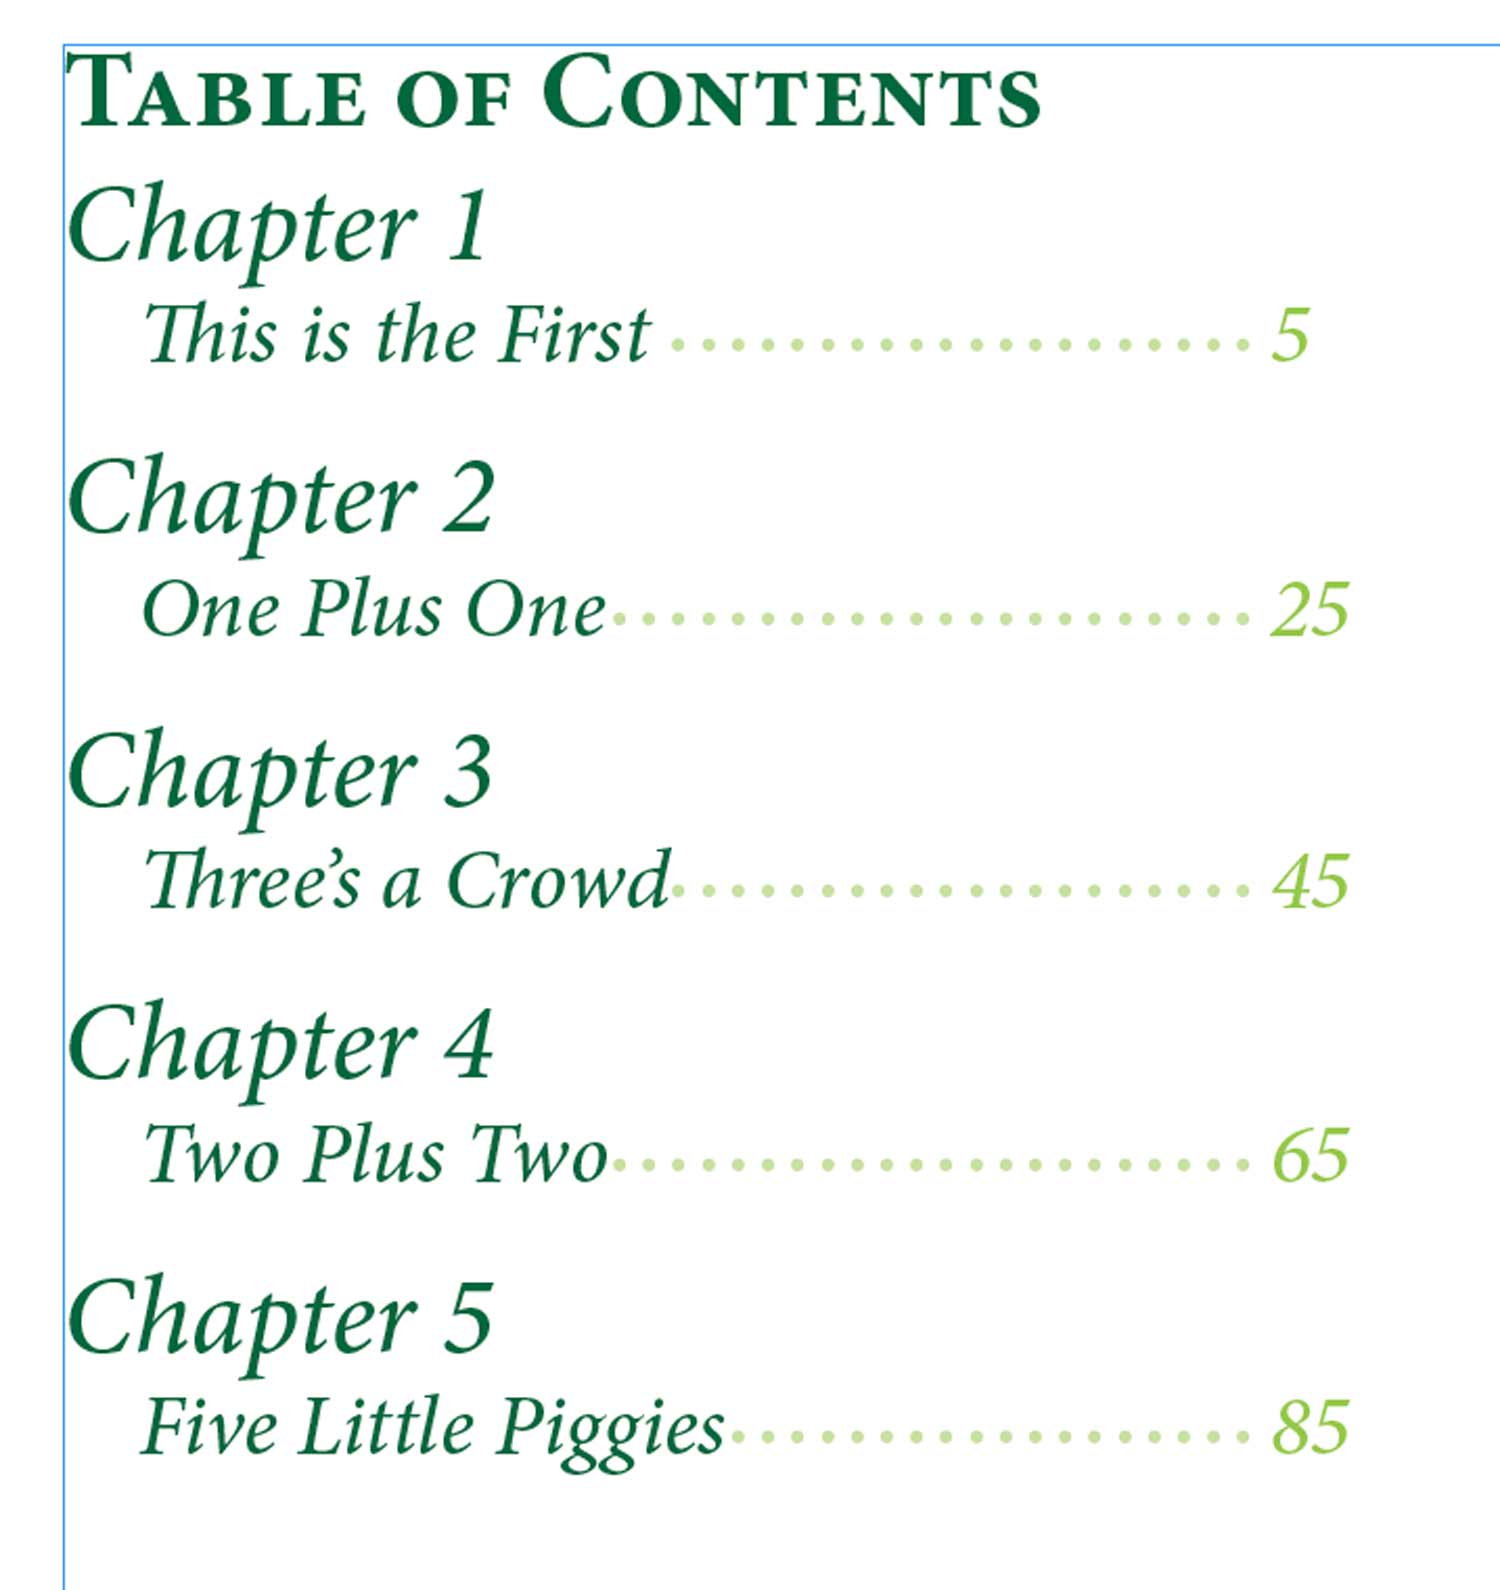 Table of Contents
Chapter 1
This is the First ..................... 5
Chapter 2
One Plus One...................... 25
Chapter 3
Three’s a Crowd.................... 45
Chapter 4
Two Plus Two...................... 65
Chapter 5
Five Little Piggies.................. 85